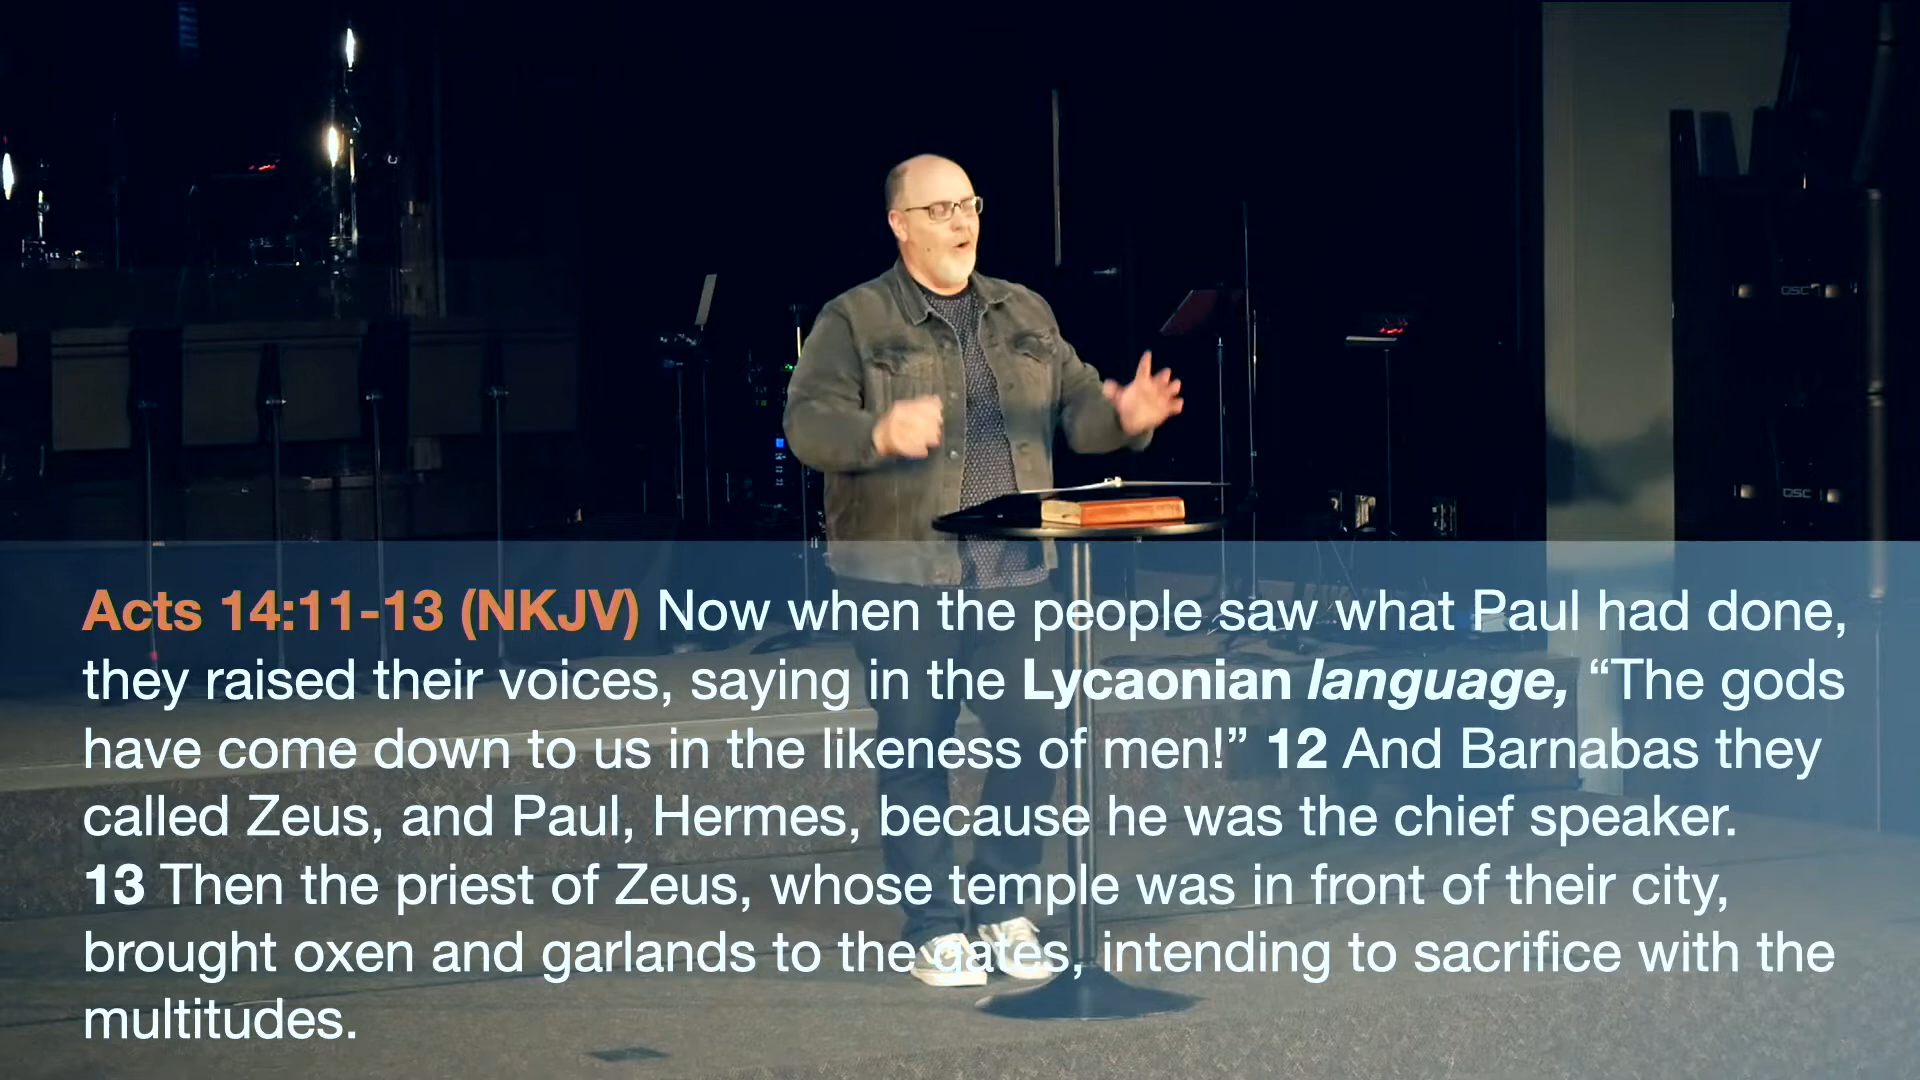 Acts 14:11-13 (NKJV) Now when the people saw what Paul had done,
they raised their voices, saying in the Lycaonian language, “The gods
have come down to us in the likeness of men!” 12 And Barnabas they
called Zeus, and Paul, Hermes, because he was the chief speaker.
13 Then the priest of Zeus, whose temple was in front of their city,
brought oxen and garlands to the gates, intending to sacrifice with the
multitudes.
QSC
QSC